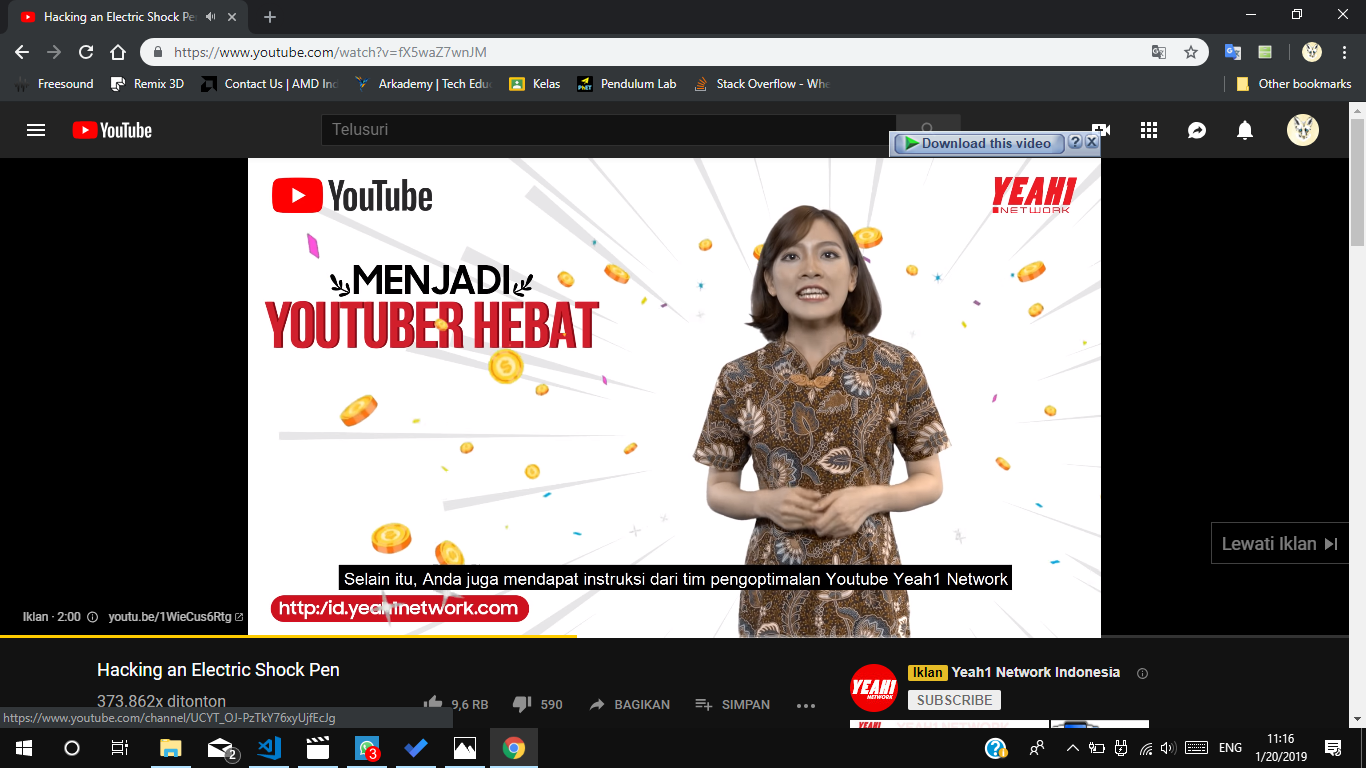 Hacking an Electric Shock Pe
https://www.youtube.com/watch?v=fX5waZ7wnJM
Freesound
Remix 3D
Contact Us | AMD Ind
Arkademy | Tech Educ
Kelas
Pendulum Lab
Stack Overflow - Whe
Other bookmarks
YouTube
Telusuri
Download this video
? X
YouTube
YEAH1
NETWORK
MENJADI
YOUTUBER HEBAT
Lewati Iklan
Selain itu, Anda juga mendapat instruksi dari tim pengoptimalan Youtube Yeah1 Network
http:/id.yeah1network.com
Iklan · 2:00
youtu.be/1WieCus6Rtg
Hacking an Electric Shock Pen
373.862x ditonton
9,6 RB
590
BAGIKAN
SIMPAN
YEAH1
NETWORK
Iklan Yeah1 Network Indonesia
SUBSCRIBE
YEAH1
https://www.youtube.com/channel/UCYT_OJ-PzTkY76xyUjfEcJg
2
3
ENG
11:16
1/20/2019